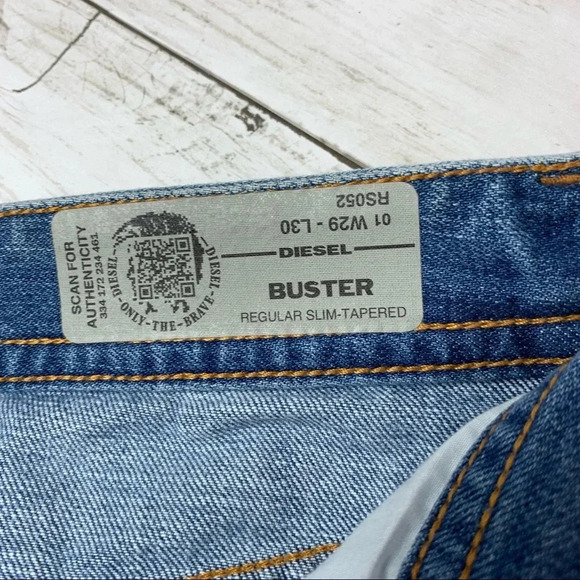 SCAN FOR
AUTHENTICITY
334 172 234 461
DIESEL - ONLY - THE - BRAVE - DIESEL
01 W29 - L30
RS052
DIESEL
BUSTER
REGULAR SLIM-TAPERED